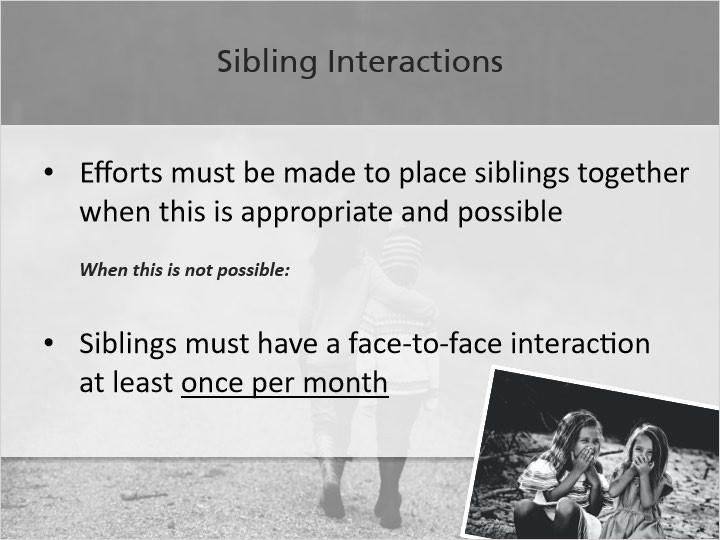 Sibling Interactions
• Efforts must be made to place siblings together
when this is appropriate and possible
When this is not possible:
• Siblings must have a face-to-face interaction
at least once per month